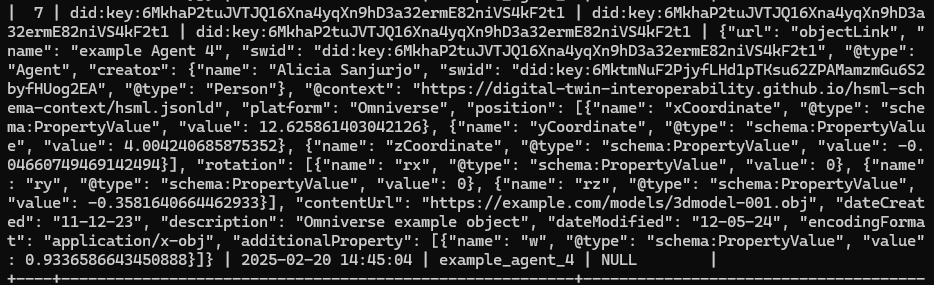 |  7 | did:key:6MkhaP2tuJVTJQ16Xna4yqXn9hD3a32ermE82niVS4kF2t1 | did:key:6MkhaP2tuJVTJQ16Xna4yqXn9hD3a
32ermE82niVS4kF2t1 | did:key:6MkhaP2tuJVTJQ16Xna4yqXn9hD3a32ermE82niVS4kF2t1 | {"url": "objectLink", "
name": "example Agent 4", "swid": "did:key:6MkhaP2tuJVTJQ16Xna4yqXn9hD3a32ermE82niVS4kF2t1", "@type":
"Agent", "creator": {"name": "Alicia Sanjurjo", "swid": "did:key:6MktmNuF2PjyfLHd1pTKsu62ZPAMamzmGu6S2
byfHUog2EA", "@type": "Person"}, "@context": "https://digital-twin-interoperability.github.io/hsml-sch
ema-context/hsml.jsonld", "platform": "Omniverse", "position": [{"name": "xCoordinate", "@type": "sche
ma:PropertyValue", "value": 12.625861403042126}, {"name": "yCoordinate", "@type": "schema:PropertyValu
e", "value": 4.004240685875352}, {"name": "zCoordinate", "@type": "schema:PropertyValue", "value": -0.
046607749469142494}], "rotation": [{"name": "rx", "@type": "schema:PropertyValue", "value": 0}, {"name"
: "ry", "@type": "schema:PropertyValue", "value": 0}, {"name": "rz", "@type": "schema:PropertyValue",
"value": -0.3581640664462933}], "contentUrl": "https://example.com/models/3dmodel-001.obj", "dateCreat
ed": "11-12-23", "description": "Omniverse example object", "dateModified": "12-05-24", "encodingForma
t": "application/x-obj", "additionalProperty": [{"name": "w", "@type": "schema:PropertyValue", "value"
: 0.9336586643450888}]} | 2025-02-20 14:45:04 | example_agent_4 | NULL        |